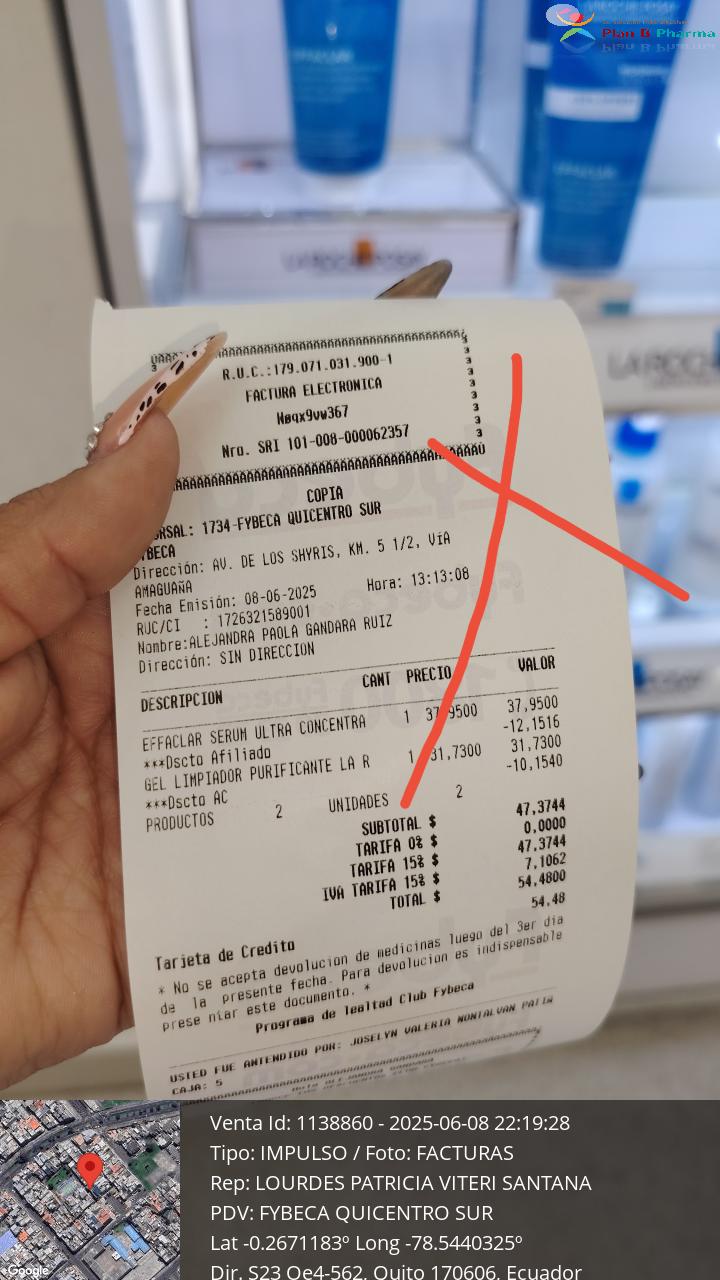 Plan B Pharma
LA ROCHE POSAY
LA ROCH
R.U.C.:179.071.031.900-1
FACTURA ELECTRONICA
Nro. SRI 101-008-000062357
COPIA
1734-FYBECA QUICENTRO SUR
Dirección: AV. DE LOS SHYRIS, KM. 5 1/2, VíA
AMAGUAñA
Fecha Emisión: 08-06-2025 Hora: 13:13:08
RUC/CI : 1726321589001
Nombre:ALEJANDRA PAOLA GANDARA RUIZ
Dirección: SIN DIRECCION
DESCRIPCION CANT PRECIO VALOR
EFFACLAR SERUM ULTRA CONCENTRA 1 37,9500 37,9500
***Dscto Afiliado -12,1516
GEL LIMPIADOR PURIFICANTE LA R 1 31,7300 31,7300
***Dscto AC -10,1540
PRODUCTOS 2 UNIDADES 2
SUBTOTAL $ 47,3744
TARIFA 0% $ 0,0000
TARIFA 15% $ 47,3744
IVA TARIFA 15% $ 7,1062
TOTAL $ 54,4800
54,48
Tarjeta de Credito
* No se acepta devolucion de medicinas luego del 3er dia
de la presente fecha. Para devolucion es indispensable
prese ntar este documento. *
Programa de lealtad Club Fybeca
USTED FUE ANTENDIDO POR: JOSELYN VALERIA MONTALVAN
CAJA: 5
Venta Id: 1138860 - 2025-06-08 22:19:28
Tipo: IMPULSO / Foto: FACTURAS
Rep: LOURDES PATRICIA VITERI SANTANA
PDV: FYBECA QUICENTRO SUR
Lat -0.2671183º Long -78.5440325º
Dir. S23 Oe4-562, Quito 170606, Ecuador
Google